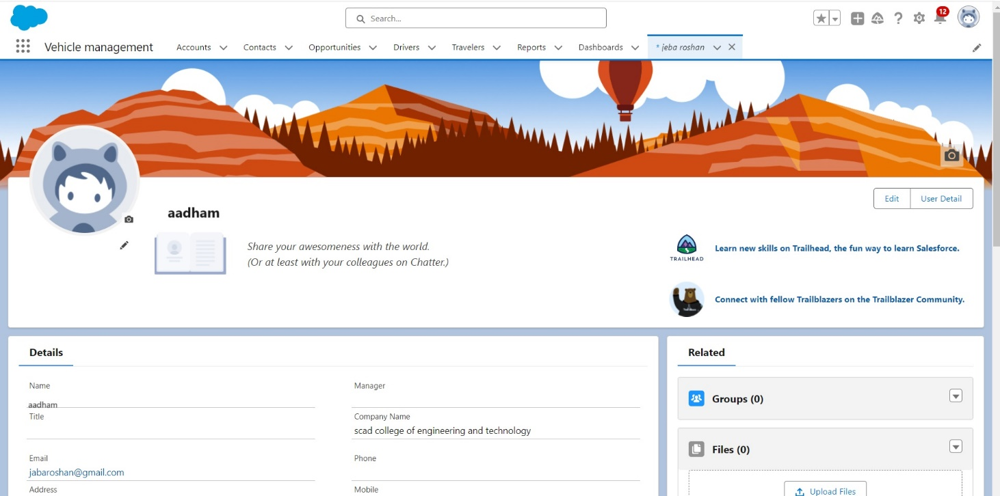 Search...
12
Vehicle management
Accounts
Contacts
Opportunities
Drivers
Travelers
Reports
Dashboards
* jeba roshan
Edit
User Detail
aadham
Share your awesomeness with the world.
(Or at least with your colleagues on Chatter.)
TRAILHEAD
Learn new skills on Trailhead, the fun way to learn Salesforce.
Connect with fellow Trailblazers on the Trailblazer Community.
Details
Name
aadham
Manager
Title
Company Name
scad college of engineering and technology
Email
jabaroshan@gmail.com
Phone
Address
Mobile
Related
Groups (0)
Files (0)
Upload Files